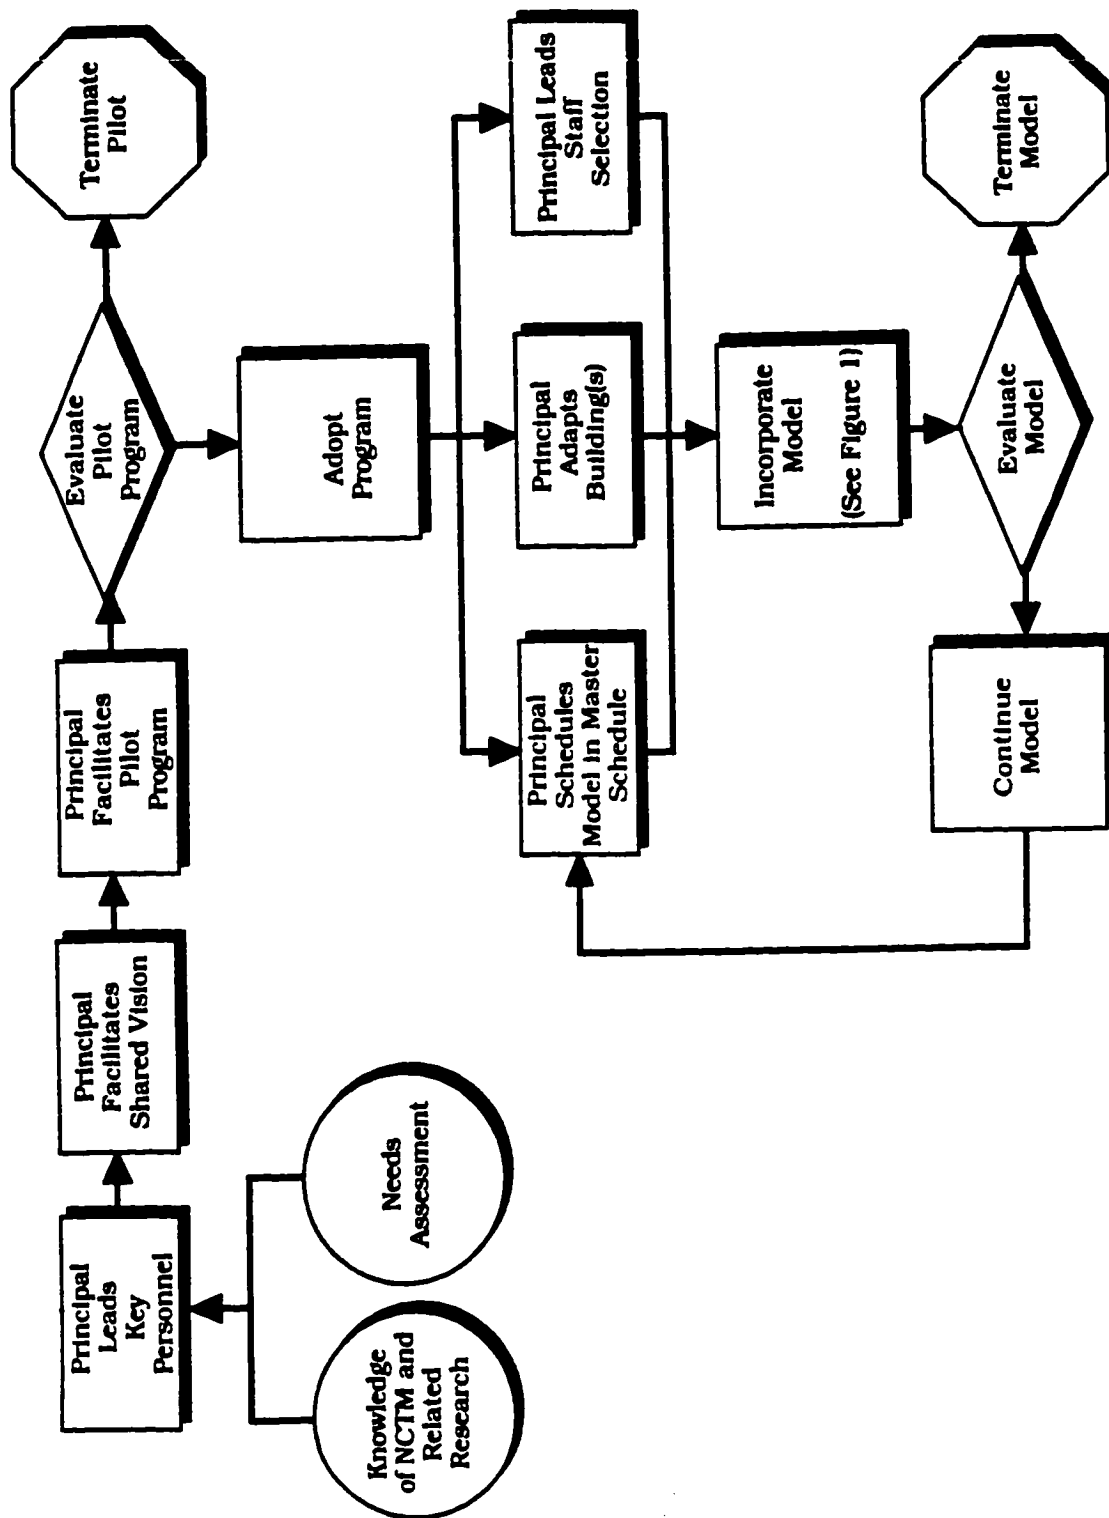 Principal
Leads
Key
Personnel
Principal
Facilitates
Shared Vision
Principal
Facilitates
Pilot
Program
Evaluate
Pilot
Program
Terminate
Pilot
Knowledge
of NCTM and
Related
Research
Needs
Assessment
Adopt
Program
Principal
Schedules
Model in Master
Schedule
Principal
Adapts
Building(s)
Principal Leads
Staff
Selection
Incorporate
Model
(See Figure 1)
Continue
Model
Evaluate
Model
Terminate
Model